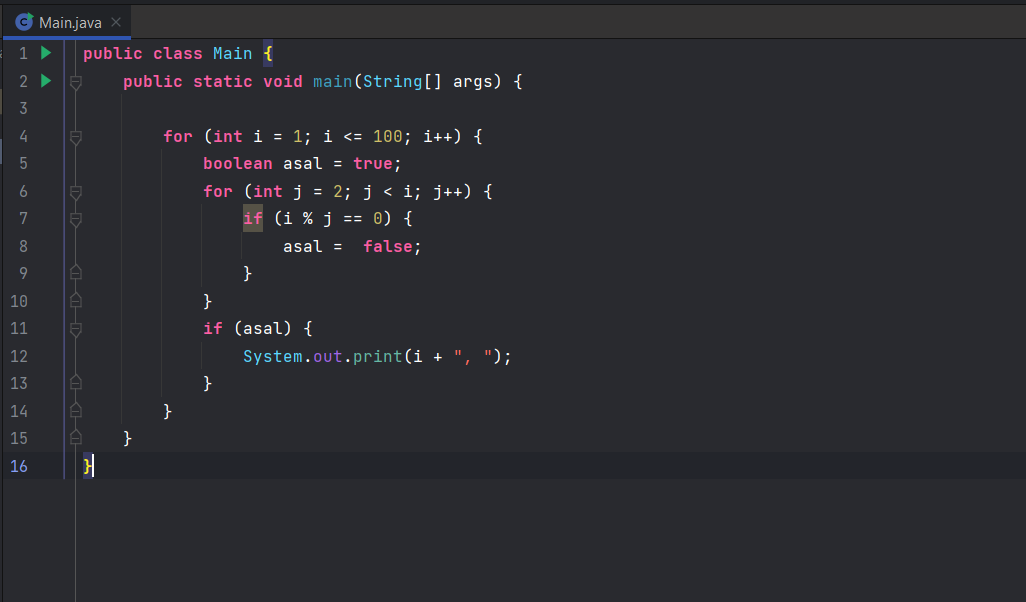 Main.java
1 public class Main {
2 public static void main(String[] args) {
3
4 for (int i = 1; i <= 100; i++) {
5 boolean asal = true;
6 for (int j = 2; j < i; j++) {
7 if (i % j == 0) {
8 asal =  false;
9 }
10 }
11 if (asal) {
12 System.out.print(i + ", ");
13 }
14 }
15 }
16 }